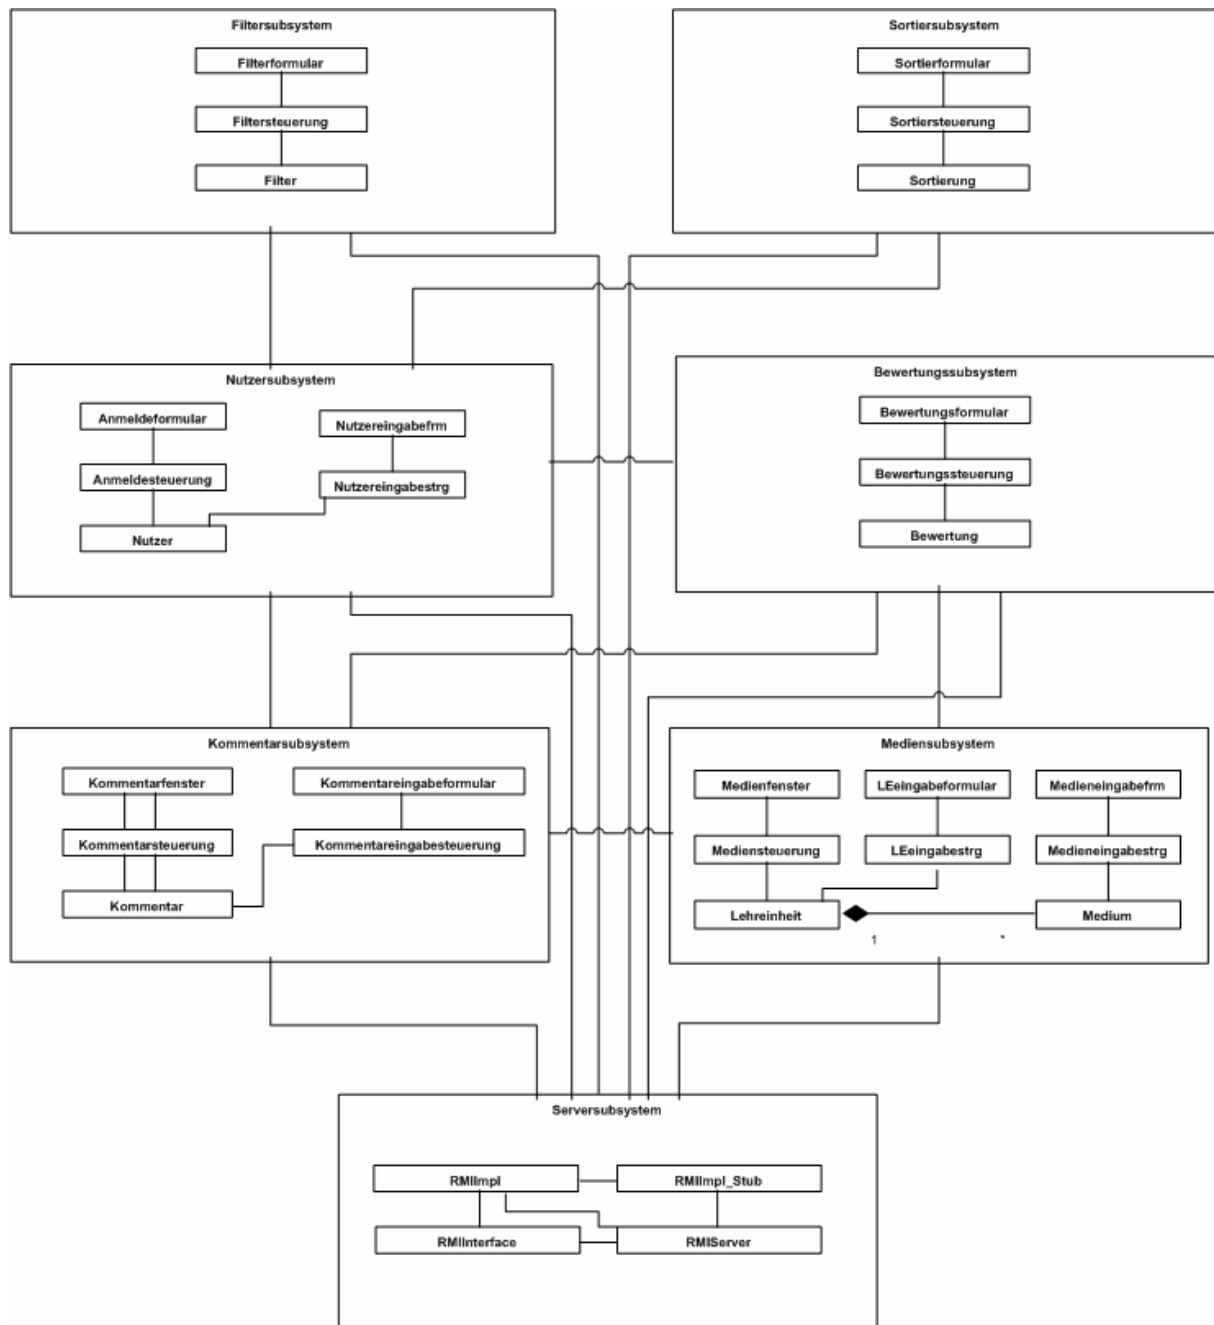 Filtersubsystem
Filterformular
Filtersteuerung
Filter
Sortiersubsystem
Sortierformular
Sortiersteuerung
Sortierung
Nutzersubsystem
Anmeldeformular
Anmeldesteuerung
Nutzer
Nutzereingabefrm
Nutzereingabestrg
Bewertungssubsystem
Bewertungsformular
Bewertungssteuerung
Bewertung
Kommentarsubsystem
Kommentarfenster
Kommentarsteuerung
Kommentar
Kommentareingabeformular
Kommentareingabesteuerung
Mediensubsystem
Medienfenster
Mediensteuerung
Lehreinheit
LEeingabeformular
LEeingabestrg
Medieneingabefrm
Medieneingabestrg
Medium
1
*
Serversubsystem
RMIImpl
RMIImpl_Stub
RMIInterface
RMIServer